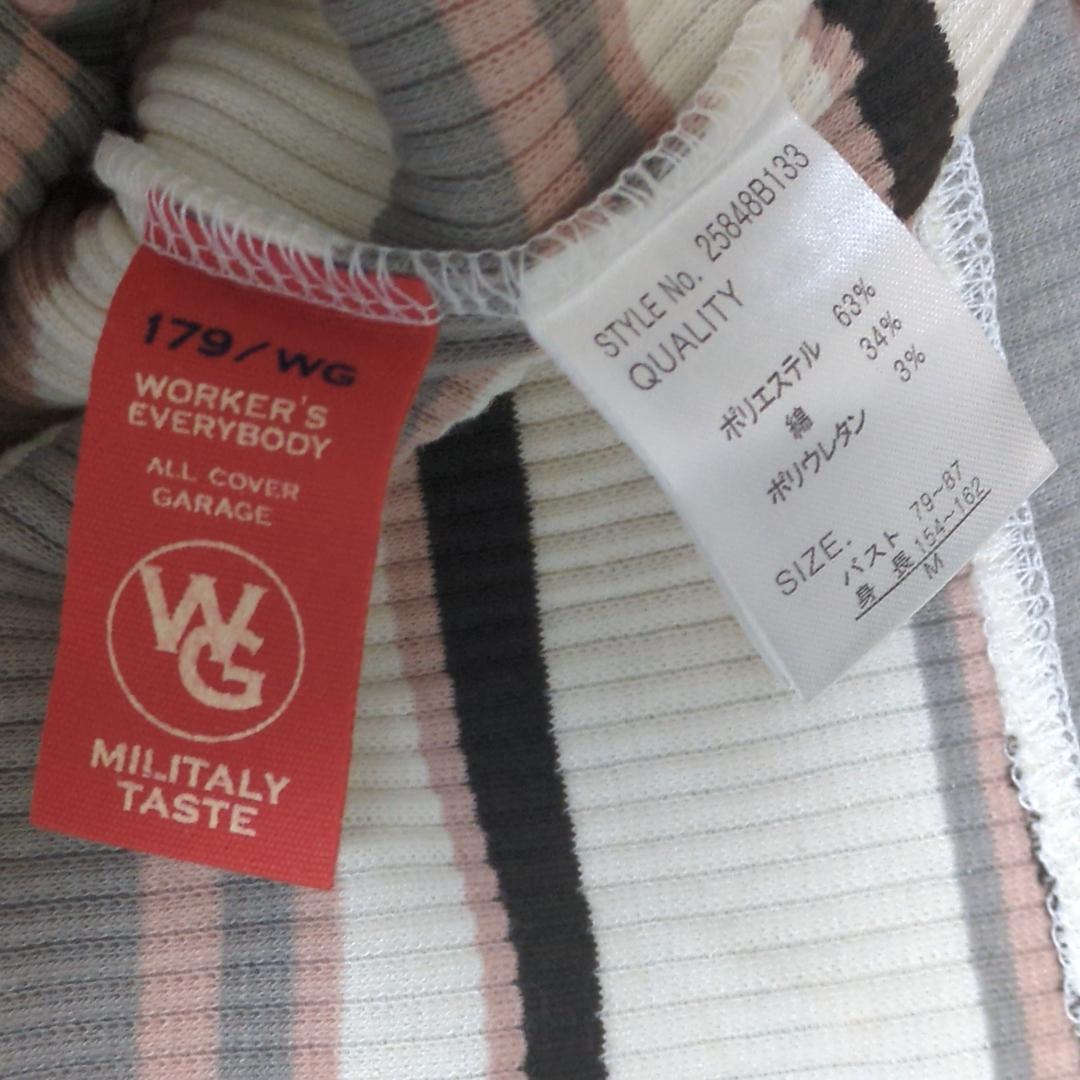 179/WG
WORKER'S
EVERYBODY
ALL COVER
GARAGE
WG
MILITALY
TASTE
STYLE No. 25848B133
QUALITY
ポリエステル 63%
綿 34%
ポリウレタン 3%
SIZE.
バスト 79~87
身 長 154~162
M